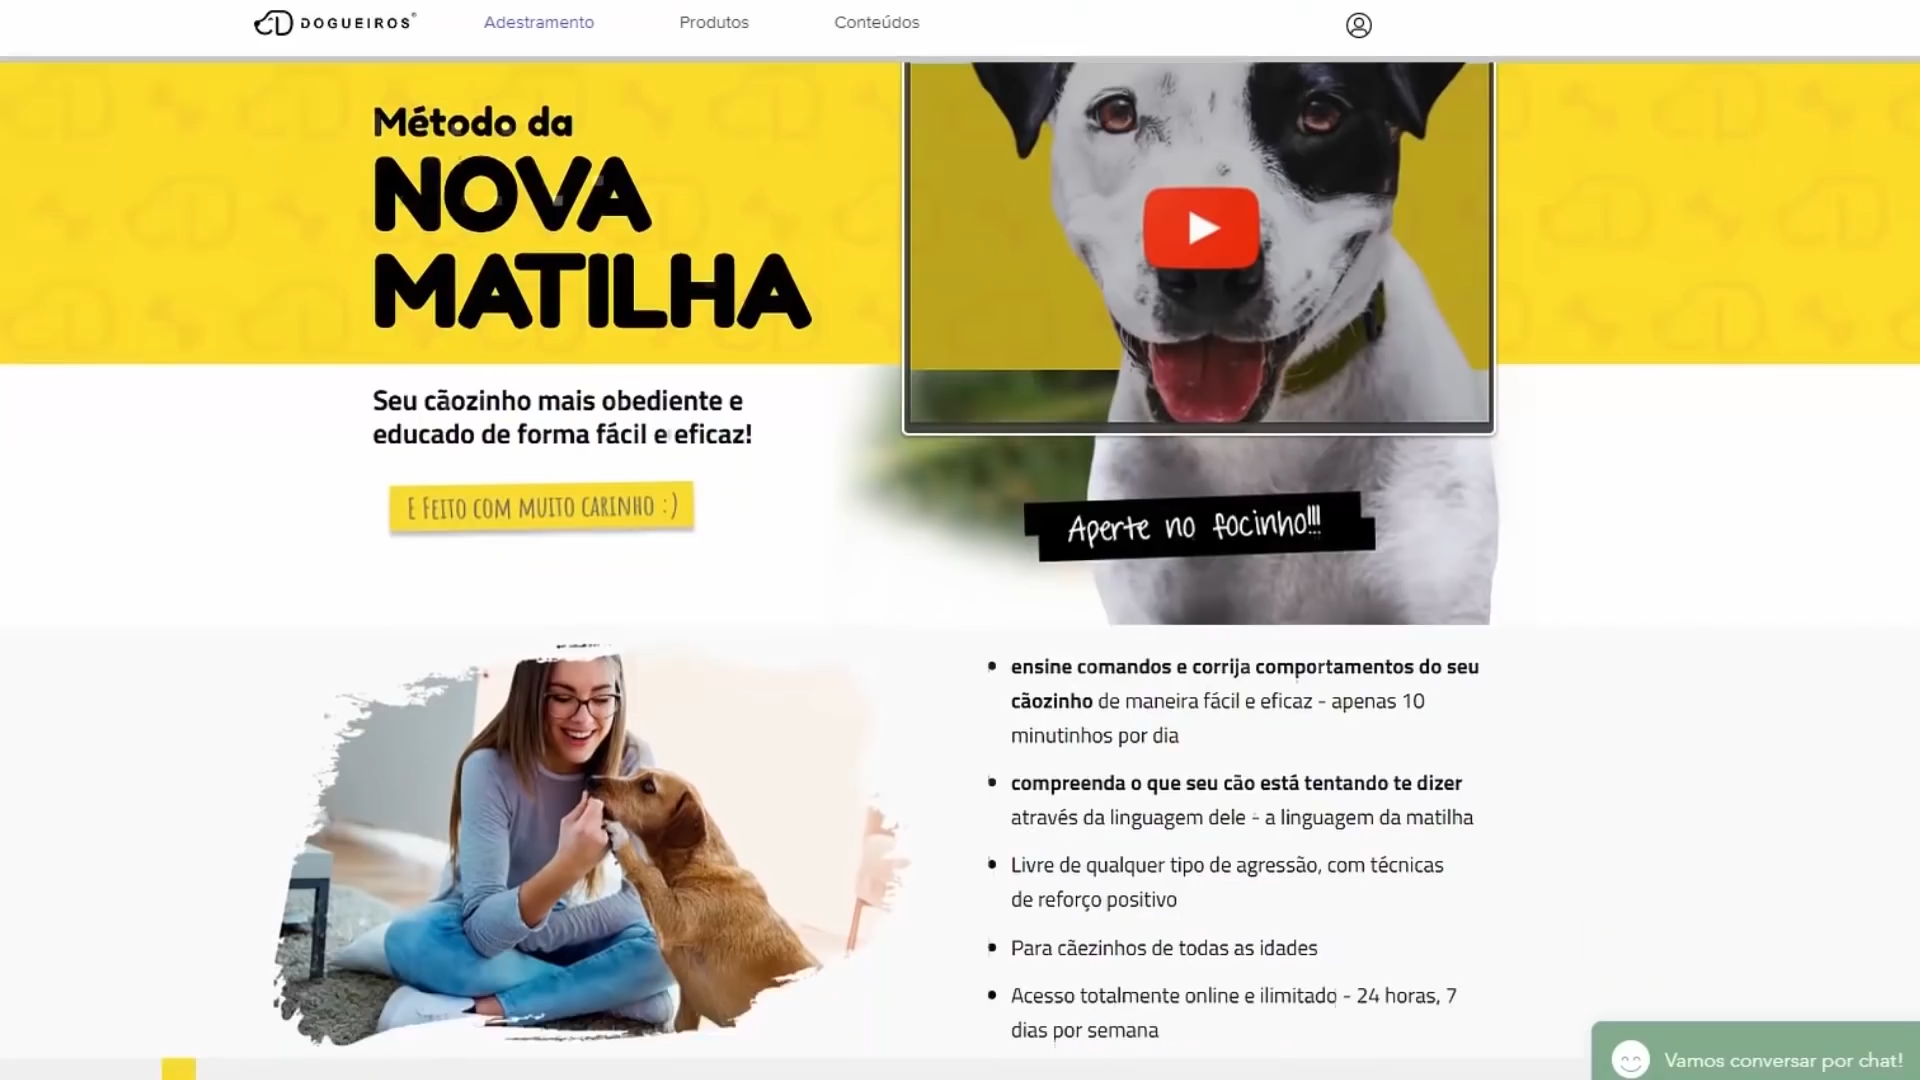 DOGUEIROS®
Adestramento
Produtos
Conteúdos
Método da
NOVA
MATILHA
Seu cãozinho mais obediente e
educado de forma fácil e eficaz!
E FEITO COM MUITO CARINHO :)
Aperte no focinho!!!
• ensine comandos e corrija comportamentos do seu
cãozinho de maneira fácil e eficaz - apenas 10
minutinhos por dia
• compreenda o que seu cão está tentando te dizer
através da linguagem dele - a linguagem da matilha
• Livre de qualquer tipo de agressão, com técnicas
de reforço positivo
• Para cãezinhos de todas as idades
• Acesso totalmente online e ilimitado - 24 horas, 7
dias por semana
Vamos conversar por chat!